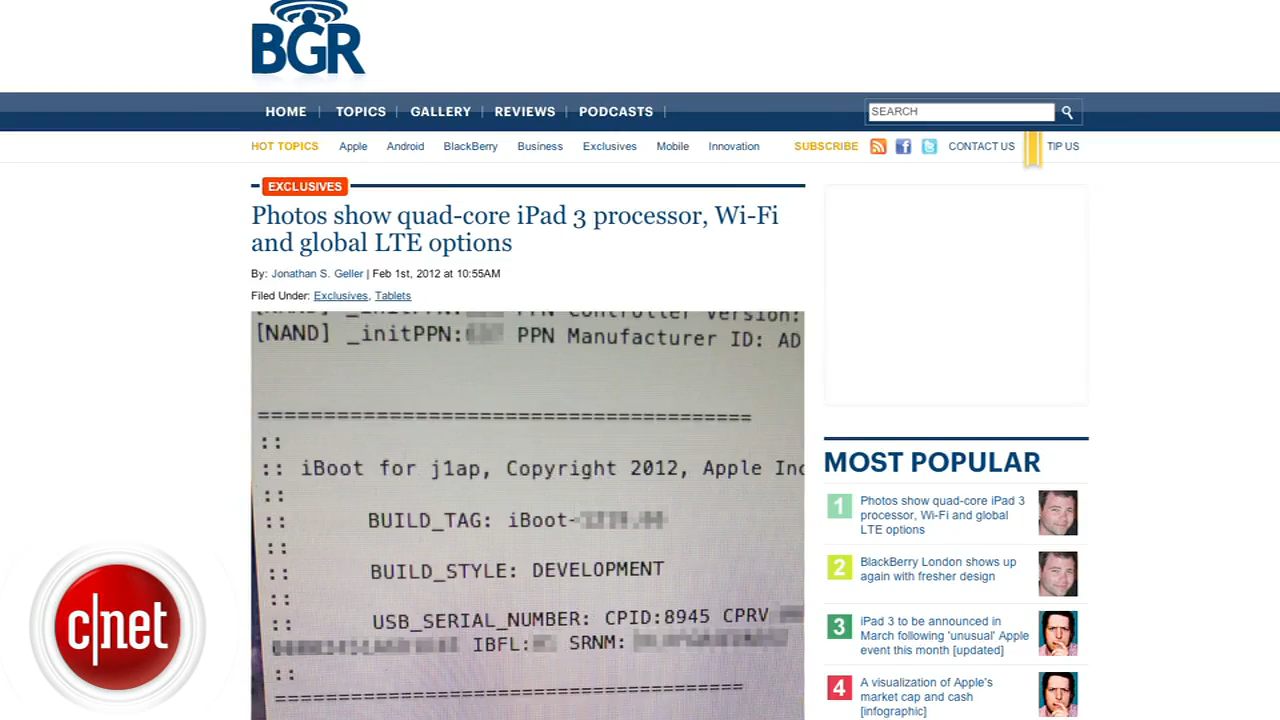 BGR
HOME
TOPICS
GALLERY
REVIEWS
PODCASTS
SEARCH
HOT TOPICS
Apple
Android
BlackBerry
Business
Exclusives
Mobile
Innovation
SUBSCRIBE
CONTACT US
TIP US
EXCLUSIVES
Photos show quad-core iPad 3 processor, Wi-Fi
and global LTE options
By: Jonathan S. Geller | Feb 1st, 2012 at 10:55AM
Filed Under: Exclusives, Tablets
[NAND] _initPPN: PPN Controller Version:
[NAND] _initPPN: PPN Manufacturer ID: AD
=======================================
::
:: iBoot for j1ap, Copyright 2012, Apple Inc
::
:: BUILD_TAG: iBoot-
::
:: BUILD_STYLE: DEVELOPMENT
::
:: USB_SERIAL_NUMBER: CPID:8945 CPRV
IBFL: SRNM:
::
=======================================
MOST POPULAR
1
Photos show quad-core iPad 3
processor, Wi-Fi and global
LTE options
2
BlackBerry London shows up
again with fresher design
3
iPad 3 to be announced in
March following 'unusual' Apple
event this month [updated]
4
A visualization of Apple's
market cap and cash
[infographic]
c|net